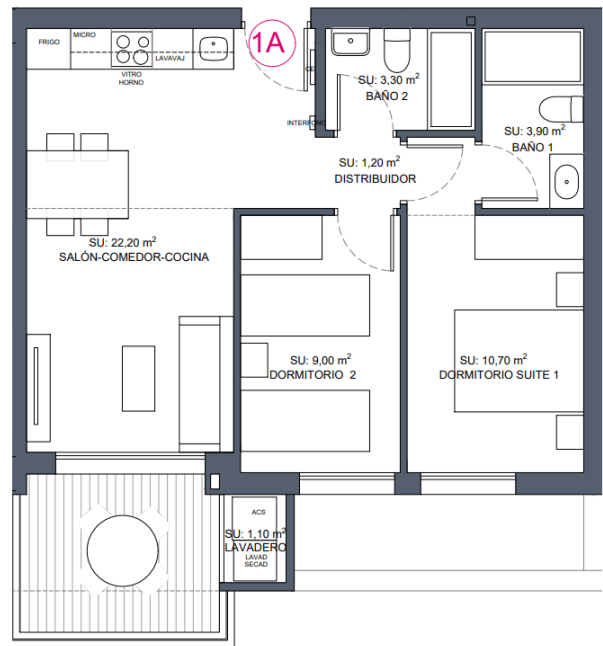 FRIGO
MICRO
LAVAVAJ
VITRO
HORNO
1A
INTERFONO
SU: 3,30 m²
BAÑO 2
SU: 3,90 m²
BAÑO 1
SU: 1,20 m²
DISTRIBUIDOR
SU: 22,20 m²
SALÓN-COMEDOR-COCINA
SU: 9,00 m²
DORMITORIO 2
SU: 10,70 m²
DORMITORIO SUITE 1
ACS
SU: 1,10 m²
LAVADERO
LAVAD
SECAD